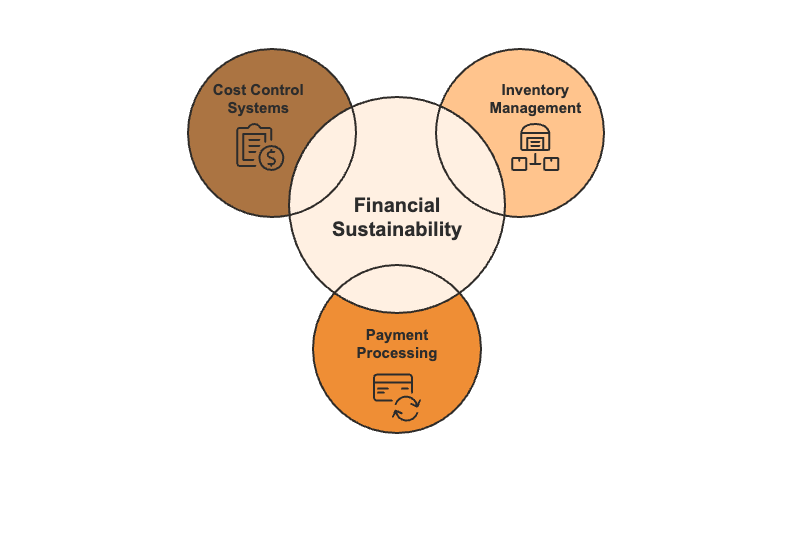 Cost Control
Systems
Inventory
Management
Financial
Sustainability
Payment
Processing